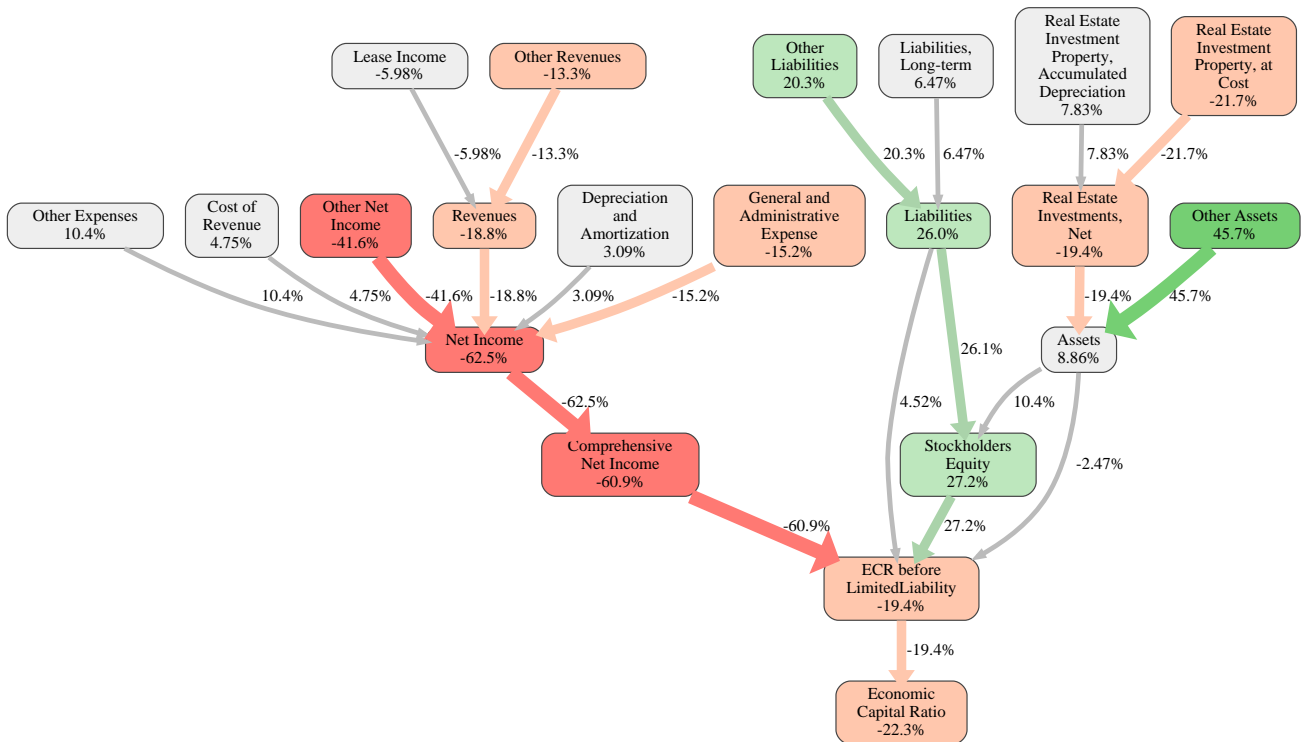 Lease Income
-5.98%
Other Revenues
-13.3%
Other
Liabilities
20.3%
Liabilities,
Long-term
6.47%
Real Estate
Investment
Property,
Accumulated
Depreciation
7.83%
Real Estate
Investment
Property, at
Cost
-21.7%
-5.98%
-13.3%
20.3%
6.47%
7.83%
-21.7%
Other Expenses
10.4%
Cost of
Revenue
4.75%
Other Net
Income
-41.6%
Revenues
-18.8%
Depreciation
and
Amortization
3.09%
General and
Administrative
Expense
-15.2%
Liabilities
26.0%
Real Estate
Investments,
Net
-19.4%
Other Assets
45.7%
10.4%
4.75%
-41.6%
-18.8%
3.09%
-15.2%
-19.4%
45.7%
Net Income
-62.5%
26.1%
Assets
8.86%
-62.5%
4.52%
10.4%
-2.47%
Comprehensive
Net Income
-60.9%
Stockholders
Equity
27.2%
-60.9%
27.2%
ECR before
LimitedLiability
-19.4%
-19.4%
Economic
Capital Ratio
-22.3%